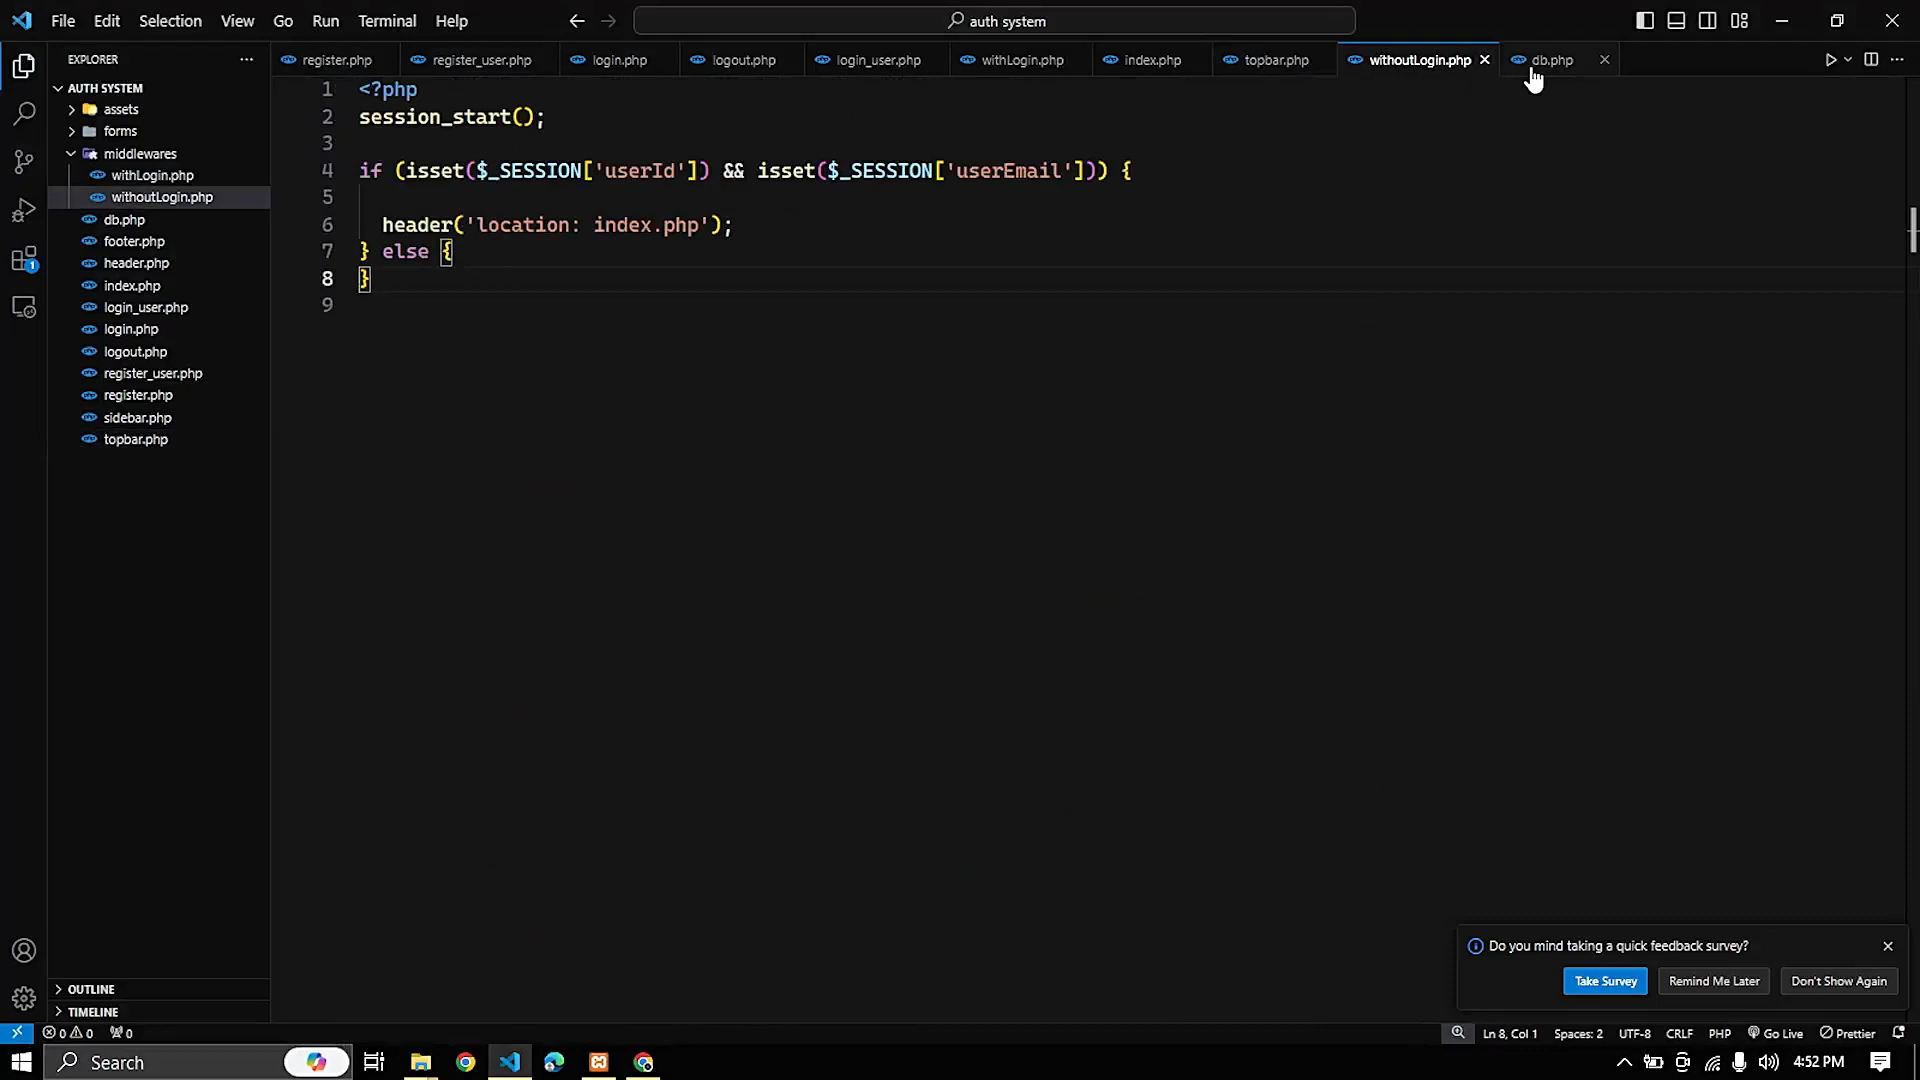 File Edit Selection View Go Run Terminal Help
auth system
EXPLORER
register.php register_user.php login.php logout.php login_user.php withLogin.php index.php topbar.php withoutLogin.php db.php
AUTH SYSTEM
assets
forms
middlewares
withLogin.php
withoutLogin.php
db.php
footer.php
header.php
index.php
login_user.php
login.php
logout.php
register_user.php
register.php
sidebar.php
topbar.php
OUTLINE
TIMELINE
1 <?php
2 session_start();
3
4 if (isset($_SESSION['userId']) && isset($_SESSION['userEmail'])) {
5
6 header('location: index.php');
7 } else {
8 }
9
Do you mind taking a quick feedback survey?
Take Survey Remind Me Later Don't Show Again
1
0 0 0
Ln 8, Col 1 Spaces: 2 UTF-8 CRLF PHP Go Live Prettier
Search
4:52 PM